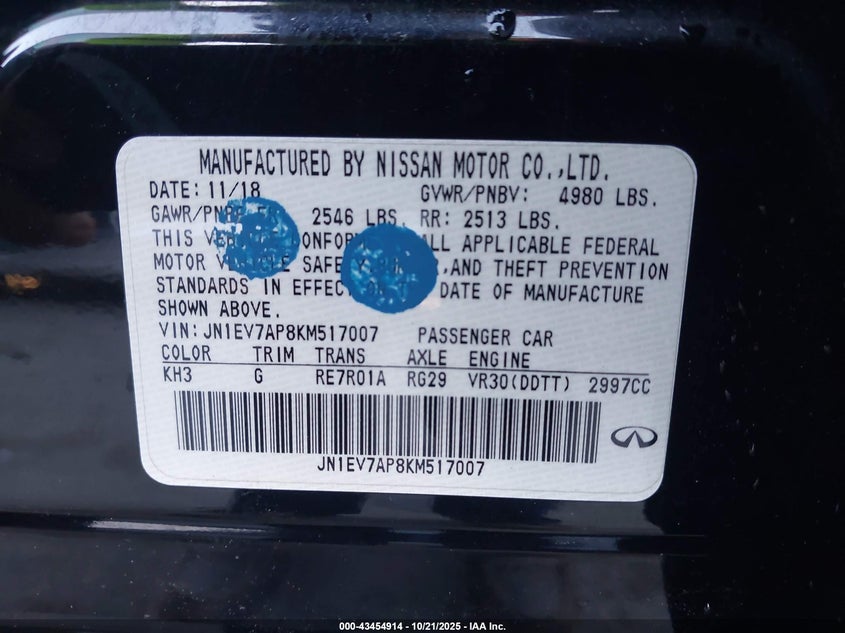 MANUFACTURED BY NISSAN MOTOR CO.,LTD.
DATE: 11/18 GVWR/PNBV: 4980 LBS.
GAWR/PNBE 2546 LBS. RR: 2513 LBS.
THIS ALL APPLICABLE FEDERAL
MOTOR ,AND THEFT PREVENTION
STANDARDS IN EFFECT DATE OF MANUFACTURE
SHOWN ABOVE.
VIN: JN1EV7AP8KM517007 PASSENGER CAR
COLOR TRIM TRANS AXLE ENGINE
KH3 G RE7R01A RG29 VR30(DDTT) 2997CC
JN1EV7AP8KM517007
000-43454914 - 10/21/2025 - IAA Inc.